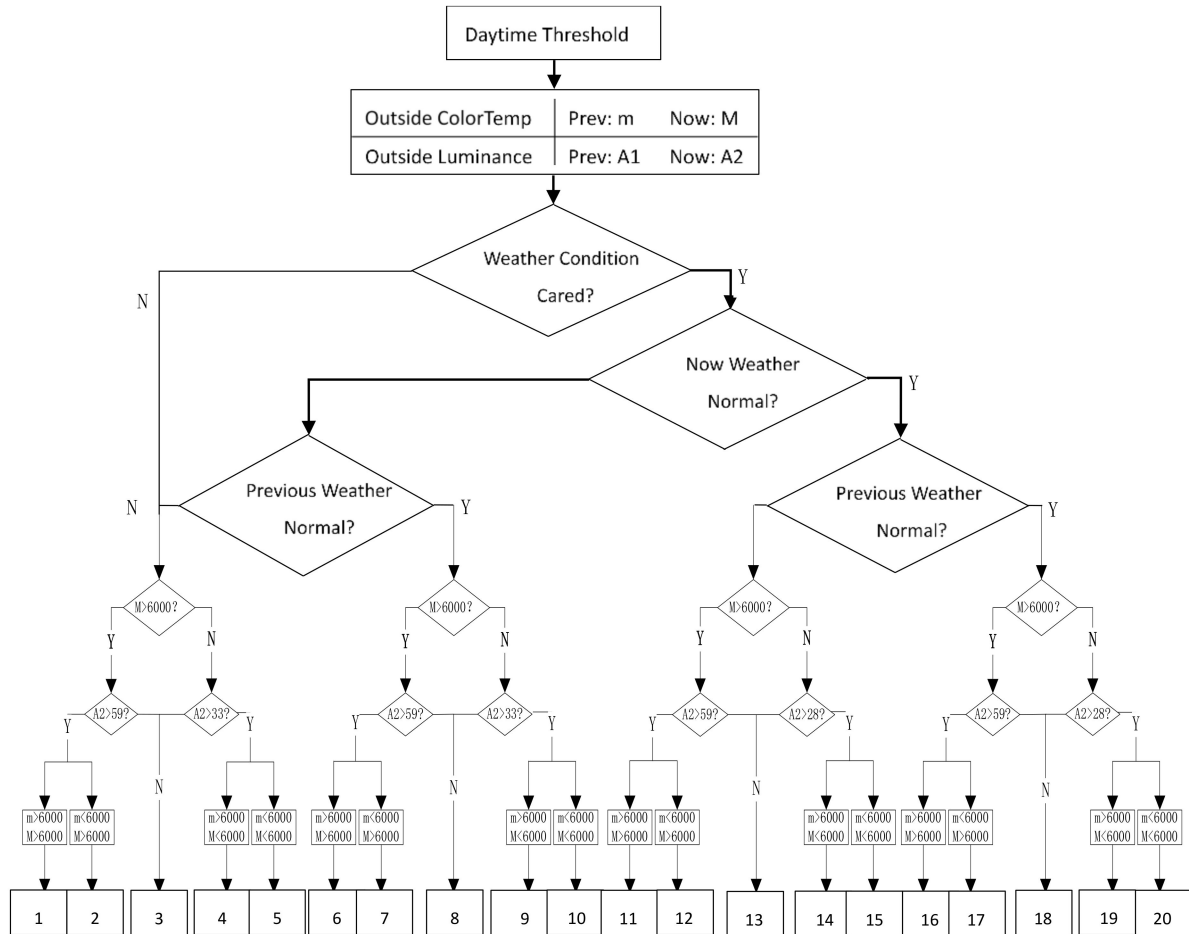 Daytime Threshold
Outside ColorTemp Prev: m Now: M
Outside Luminance Prev: A1 Now: A2
Weather Condition
Cared?
N
Y
Now Weather
Normal?
Y
Previous Weather
Normal?
N
Y
Previous Weather
Normal?
Y
M>6000? M>6000? M>6000? M>6000?
Y N Y N Y N Y N
A2>59? A2>33? A2>59? A2>33? A2>59? A2>28? A2>59? A2>28?
Y Y Y Y Y Y Y Y
N N N N
m>6000 m<6000 m>6000 m<6000 m>6000 m<6000 m>6000 m<6000 m>6000 m<6000 m>6000 m<6000 m>6000 m<6000 m>6000 m<6000
M>6000 M>6000 M<6000 M<6000 M>6000 M>6000 M<6000 M<6000 M>6000 M>6000 M<6000 M<6000 M>6000 M>6000 M<6000 M<6000
1 2 3 4 5 6 7 8 9 10 11 12 13 14 15 16 17 18 19 20